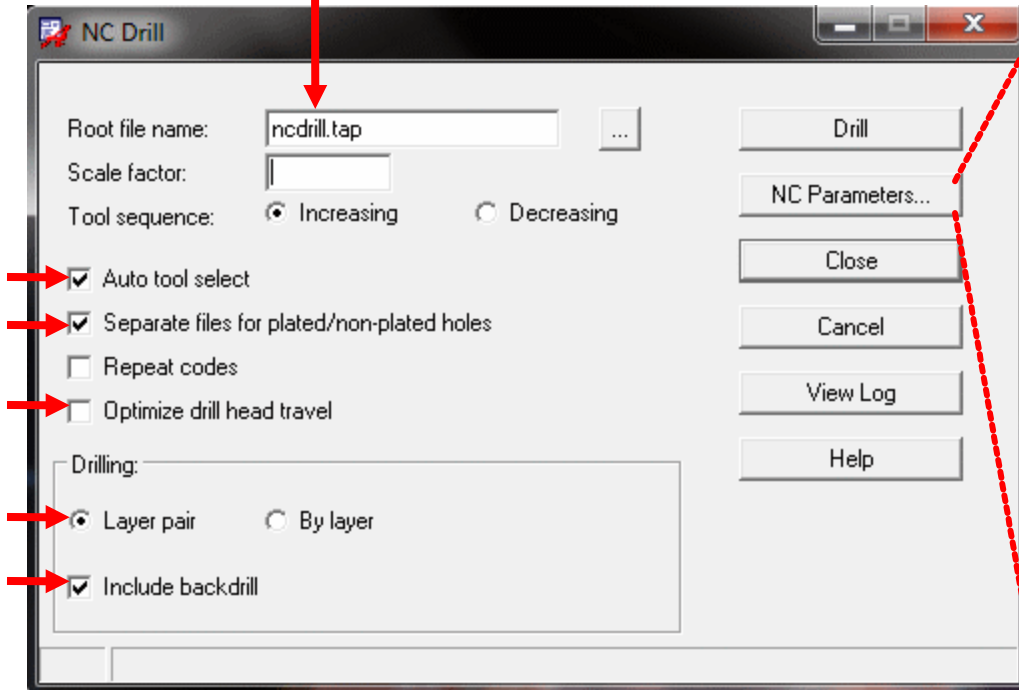 NC Drill
Root file name: ncdrill.tap ... Drill
Scale factor:
NC Parameters...
Tool sequence: Increasing Decreasing
Close
Auto tool select
Separate files for plated/non-plated holes Cancel
Repeat codes
View Log
Optimize drill head travel
Help
Drilling:
Layer pair By layer
Include backdrill